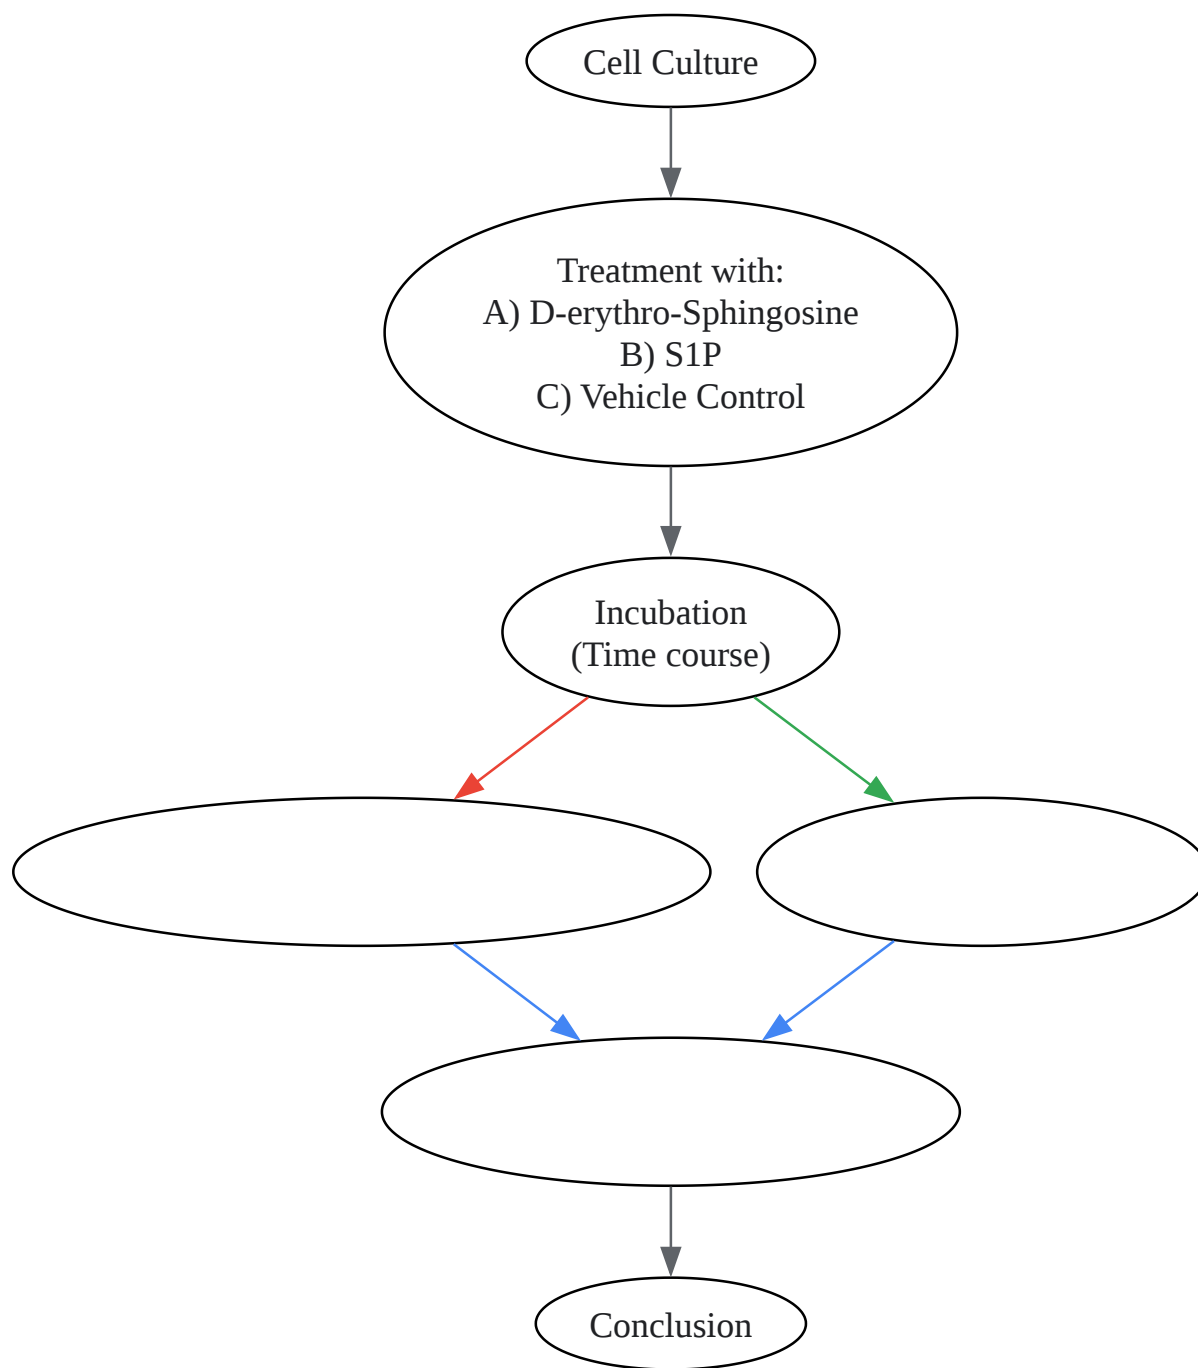 Cell Culture
Treatment with:
A) D-erythro-Sphingosine
B) S1P
C) Vehicle Control
Incubation
(Time course)
Conclusion